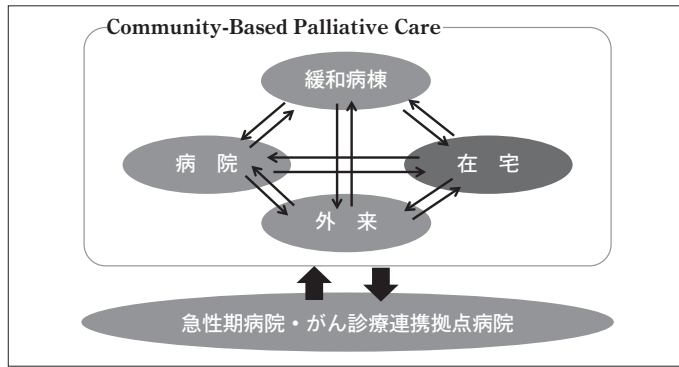 Community-Based Palliative Care
緩和病棟
病　院
在　宅
外　来
急性期病院・がん診療連携拠点病院